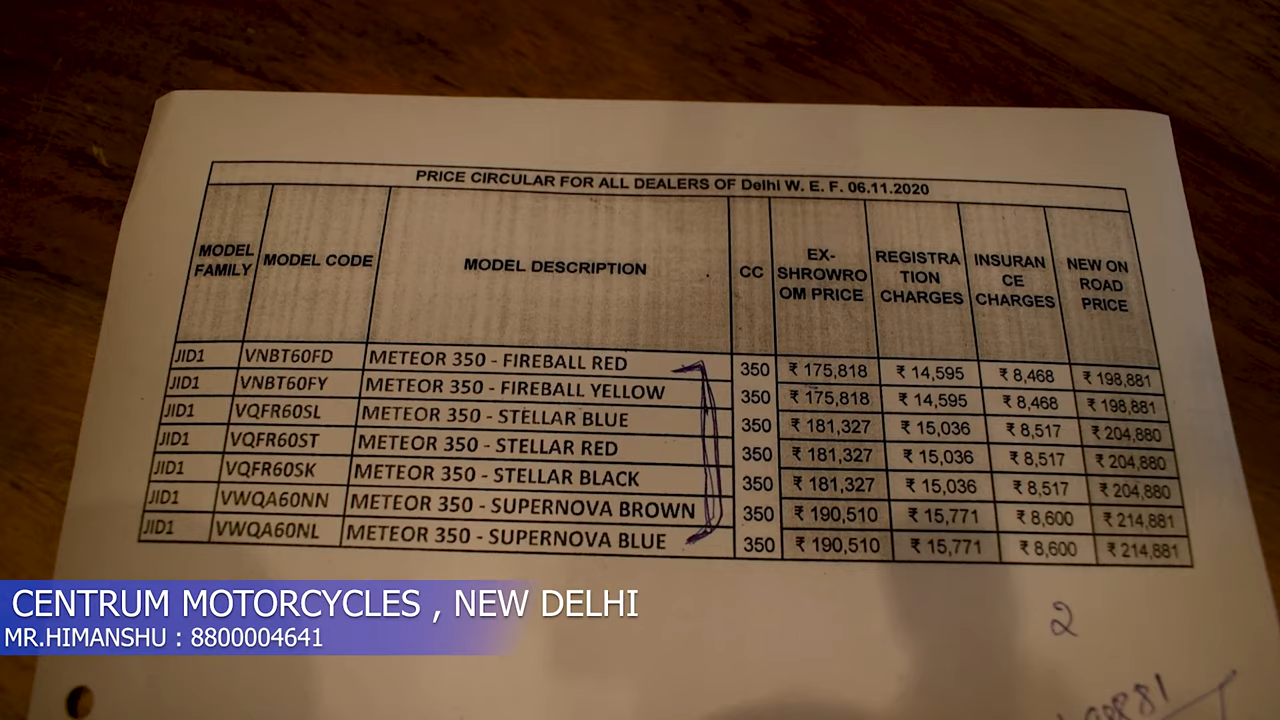 PRICE CIRCULAR FOR ALL DEALERS OF Delhi W. E. F. 06.11.2020
MODEL FAMILY MODEL CODE MODEL DESCRIPTION CC EX-SHROWROOM PRICE REGISTRATION CHARGES INSURANCE CHARGES NEW ON ROAD PRICE
JID1 VNBT60FD METEOR 350 - FIREBALL RED 350 ₹ 175,818 ₹ 14,595 ₹ 8,468 ₹ 198,881
JID1 VNBT60FY METEOR 350 - FIREBALL YELLOW 350 ₹ 175,818 ₹ 14,595 ₹ 8,468 ₹ 198,881
JID1 VQFR60SL METEOR 350 - STELLAR BLUE 350 ₹ 181,327 ₹ 15,036 ₹ 8,517 ₹ 204,880
JID1 VQFR60ST METEOR 350 - STELLAR RED 350 ₹ 181,327 ₹ 15,036 ₹ 8,517 ₹ 204,880
JID1 VQFR60SK METEOR 350 - STELLAR BLACK 350 ₹ 181,327 ₹ 15,036 ₹ 8,517 ₹ 204,880
JID1 VWQA60NN METEOR 350 - SUPERNOVA BROWN 350 ₹ 190,510 ₹ 15,771 ₹ 8,600 ₹ 214,881
JID1 VWQA60NL METEOR 350 - SUPERNOVA BLUE 350 ₹ 190,510 ₹ 15,771 ₹ 8,600 ₹ 214,881
CENTRUM MOTORCYCLES , NEW DELHI
MR.HIMANSHU : 8800004641
2